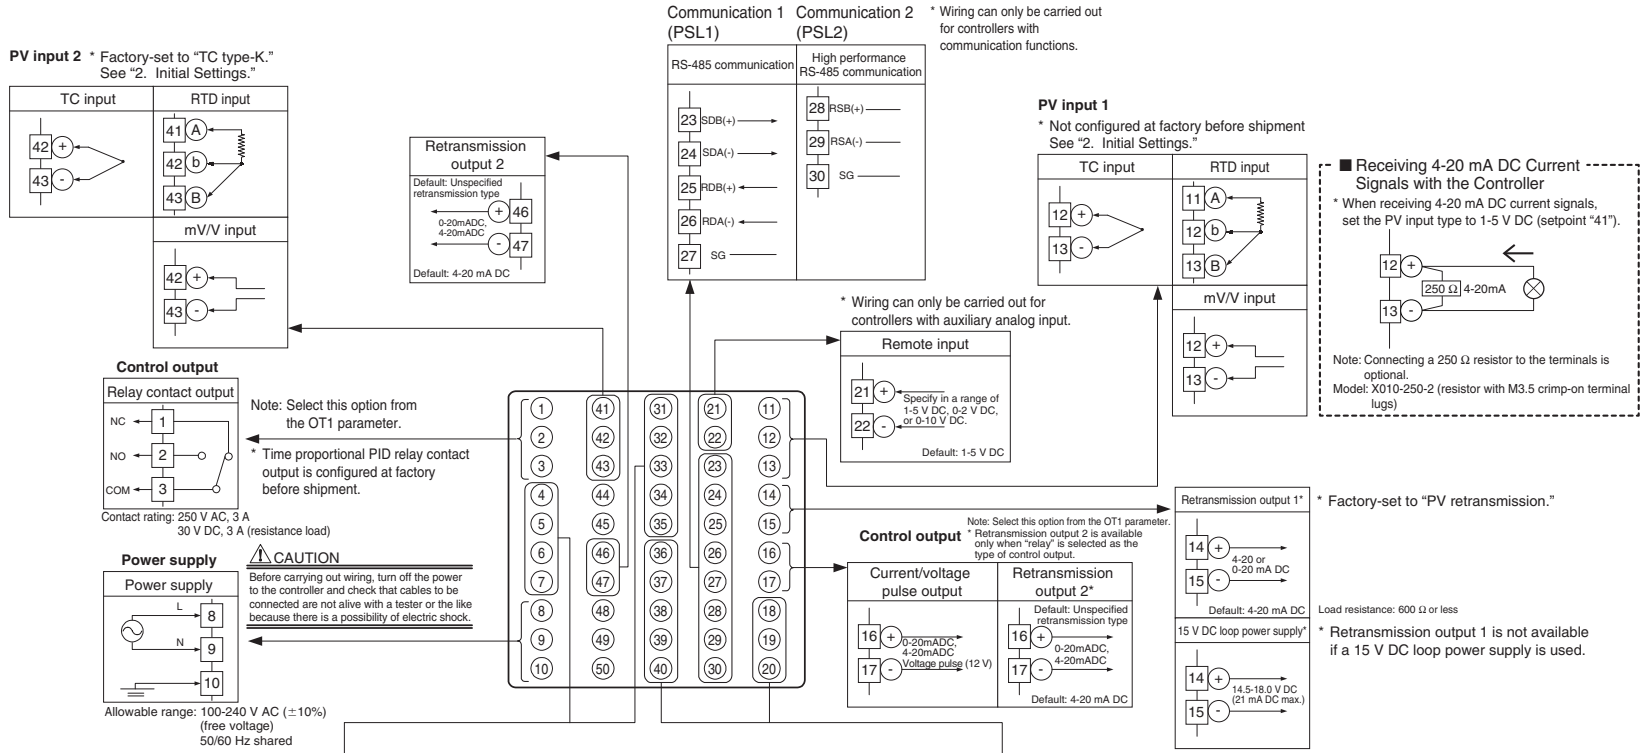 Communication 1
(PSL1)
Communication 2
(PSL2)
* Wiring can only be carried out
for controllers with
communication functions.
RS-485 communication
High performance
RS-485 communication
23 SDB(+)
24 SDA(-)
25 RDB(+)
26 RDA(-)
27 SG
28 RSB(+)
29 RSA(-)
30 SG
PV input 2 * Factory-set to “TC type-K.”
See “2. Initial Settings.”
TC input
42 +
43 -
RTD input
41 A
42 b
43 B
mV/V input
42 +
43 -
Retransmission
output 2
Default: Unspecified
retransmission type
+ 46
0-20mADC,
4-20mADC
- 47
Default: 4-20 mA DC
PV input 1
* Not configured at factory before shipment
See “2. Initial Settings.”
TC input
12 +
13 -
RTD input
11 A
12 b
13 B
mV/V input
12 +
13 -
■ Receiving 4-20 mA DC Current
Signals with the Controller
* When receiving 4-20 mA DC current signals,
set the PV input type to 1-5 V DC (setpoint “41”).
12 +
250 Ω 4-20mA
13 -
Note: Connecting a 250 Ω resistor to the terminals is
optional.
Model: X010-250-2 (resistor with M3.5 crimp-on terminal
lugs)
* Wiring can only be carried out for
controllers with auxiliary analog input.
Remote input
21 +
Specify in a range of
1-5 V DC, 0-2 V DC,
or 0-10 V DC.
22 -
Default: 1-5 V DC
Control output
Relay contact output
NC 1
NO 2
COM 3
Contact rating: 250 V AC, 3 A
30 V DC, 3 A (resistance load)
Note: Select this option from
the OT1 parameter.
* Time proportional PID relay contact
output is configured at factory
before shipment.
1 41 31 21 11
2 42 32 22 12
3 43 33 23 13
4 44 34 24 14
5 45 35 25 15
6 46 36 26 16
7 47 37 27 17
8 48 38 28 18
9 49 39 29 19
10 50 40 30 20
Power supply
Power supply
L 8
N 9
10
Allowable range: 100-240 V AC (±10%)
(free voltage)
50/60 Hz shared
CAUTION
Before carrying out wiring, turn off the power
to the controller and check that cables to be
connected are not alive with a tester or the like
because there is a possibility of electric shock.
Control output
Note: Select this option from the OT1 parameter.
* Retransmission output 2 is available
only when “relay” is selected as the
type of control output.
Current/voltage
pulse output
16 +
0-20mADC,
4-20mADC
Voltage pulse (12 V)
17 -
Retransmission
output 2*
Default: Unspecified
retransmission type
16 +
0-20mADC,
4-20mADC
17 -
Default: 4-20 mA DC
Retransmission output 1*
14 +
4-20 or
0-20 mA DC
15 -
Default: 4-20 mA DC
* Factory-set to “PV retransmission.”
Load resistance: 600 Ω or less
15 V DC loop power supply*
14 +
14.5-18.0 V DC
(21 mA DC max.)
15 -
* Retransmission output 1 is not available
if a 15 V DC loop power supply is used.